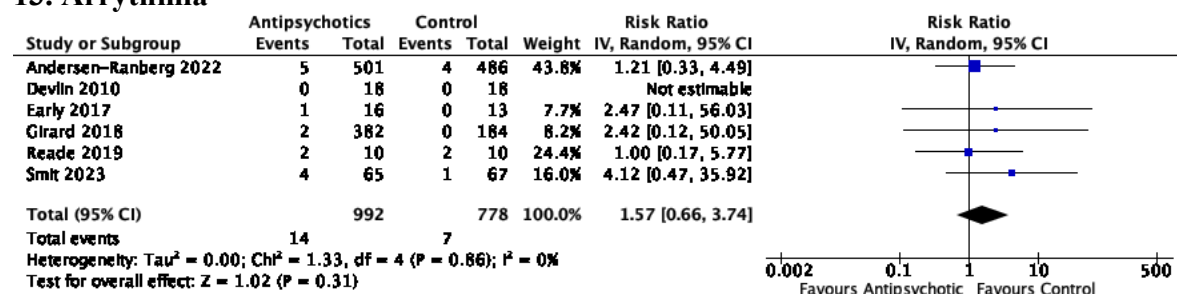 13. Arrythmia
Antipsychotics Control Risk Ratio Risk Ratio
Study or Subgroup Events Total Events Total Weight IV, Random, 95% CI IV, Random, 95% CI
Andersen-Ranberg 2022 5 501 4 486 43.8% 1.21 [0.33, 4.49]
Devlin 2010 0 18 0 18 Not estimable
Early 2017 1 16 0 13 7.7% 2.47 [0.11, 56.03]
Girard 2018 2 382 0 184 8.2% 2.42 [0.12, 50.05]
Reade 2019 2 10 2 10 24.4% 1.00 [0.17, 5.77]
Smit 2023 4 65 1 67 16.0% 4.12 [0.47, 35.92]
Total (95% CI) 992 778 100.0% 1.57 [0.66, 3.74]
Total events 14 7
Heterogeneity: Tau² = 0.00; Chi² = 1.33, df = 4 (P = 0.86); I² = 0%
Test for overall effect: Z = 1.02 (P = 0.31)
0.002 0.1 1 10 500
Favours Antipsychotic Favours Control